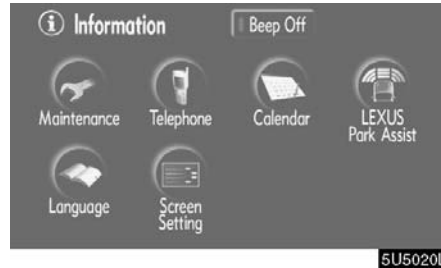 i Information Beep Off
Maintenance Telephone Calendar LEXUS
Park Assist
Language Screen
Setting
5U5020